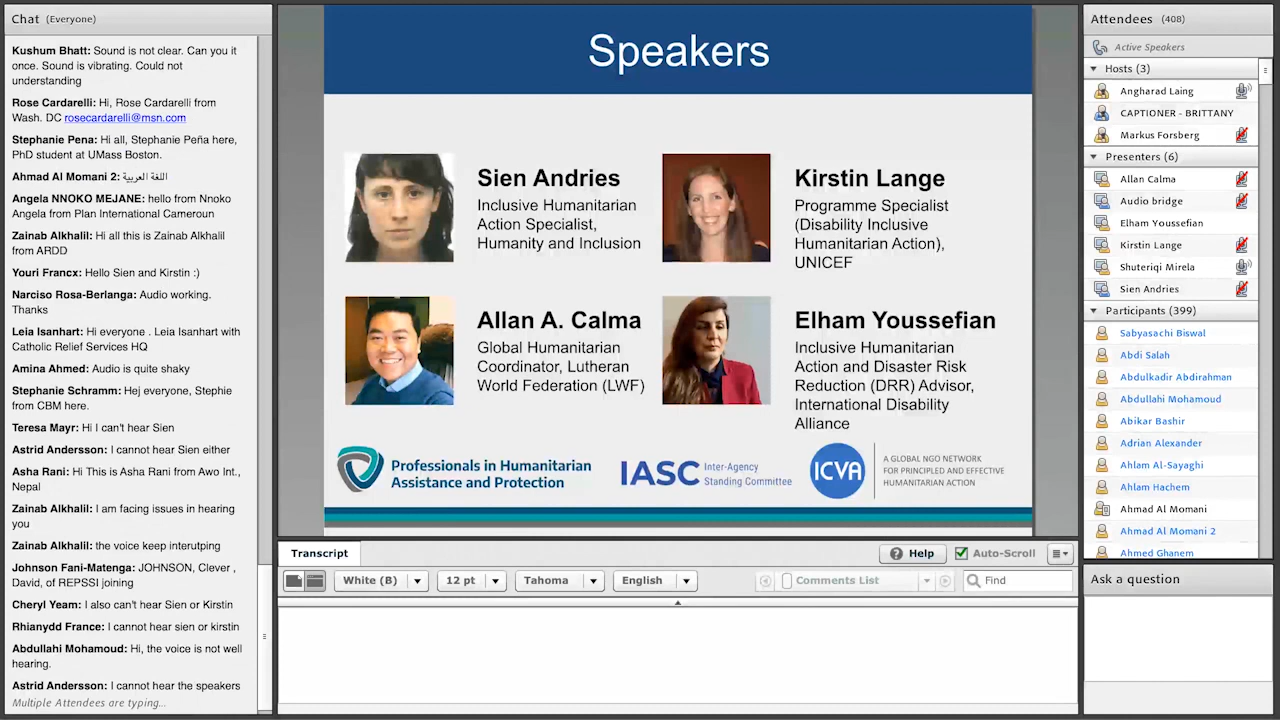 Chat (Everyone)
Kushum Bhatt: Sound is not clear. Can you it
once. Sound is vibrating. Could not
understanding
Rose Cardarelli: Hi, Rose Cardarelli from
Wash. DC rosecardarelli@msn.com
Stephanie Pena: Hi all, Stephanie Peña here,
PhD student at UMass Boston.
Ahmad Al Momani 2: اللغة العربية
Angela NNOKO MEJANE: hello from Nnoko
Angela from Plan International Cameroun
Zainab Alkhalil: Hi all this is Zainab Alkhalil
from ARDD
Youri Francx: Hello Sien and Kirstin :)
Narciso Rosa-Berlanga: Audio working.
Thanks
Leia Isanhart: Hi everyone . Leia Isanhart with
Catholic Relief Services HQ
Amina Ahmed: Audio is quite shaky
Stephanie Schramm: Hej everyone, Stephie
from CBM here.
Teresa Mayr: Hi I can't hear Sien
Astrid Andersson: I cannot hear Sien either
Asha Rani: Hi This is Asha Rani from Awo Int.,
Nepal
Zainab Alkhalil: I am facing issues in hearing
you
Zainab Alkhalil: the voice keep interutping
Johnson Fani-Matenga: JOHNSON, Clever ,
David, of REPSSI joining
Cheryl Yeam: I also can't hear Sien or Kirstin
Rhianydd France: I cannot hear sien or kirstin
Abdullahi Mohamoud: Hi, the voice is not well
hearing.
Astrid Andersson: I cannot hear the speakers
Multiple Attendees are typing...
Speakers
Sien Andries
Inclusive Humanitarian
Action Specialist,
Humanity and Inclusion
Kirstin Lange
Programme Specialist
(Disability Inclusive
Humanitarian Action),
UNICEF
Allan A. Calma
Global Humanitarian
Coordinator, Lutheran
World Federation (LWF)
Elham Youssefian
Inclusive Humanitarian
Action and Disaster Risk
Reduction (DRR) Advisor,
International Disability
Alliance
Professionals in Humanitarian
Assistance and Protection
IASC Inter-Agency
Standing Committee
ICVA
A GLOBAL NGO NETWORK
FOR PRINCIPLED AND EFFECTIVE
HUMANITARIAN ACTION
Transcript
Help
Auto-Scroll
White (B)
12 pt
Tahoma
English
Comments List
Find
Attendees (408)
Active Speakers
Hosts (3)
Angharad Laing
CAPTIONER - BRITTANY
Markus Forsberg
Presenters (6)
Allan Calma
Audio bridge
Elham Youssefian
Kirstin Lange
Shuteriqi Mirela
Sien Andries
Participants (399)
Sabyasachi Biswal
Abdi Salah
Abdulkadir Abdirahman
Abdullahi Mohamoud
Abikar Bashir
Adrian Alexander
Ahlam Al-Sayaghi
Ahlam Hachem
Ahmad Al Momani
Ahmad Al Momani 2
Ahmed Ghanem
Ask a question